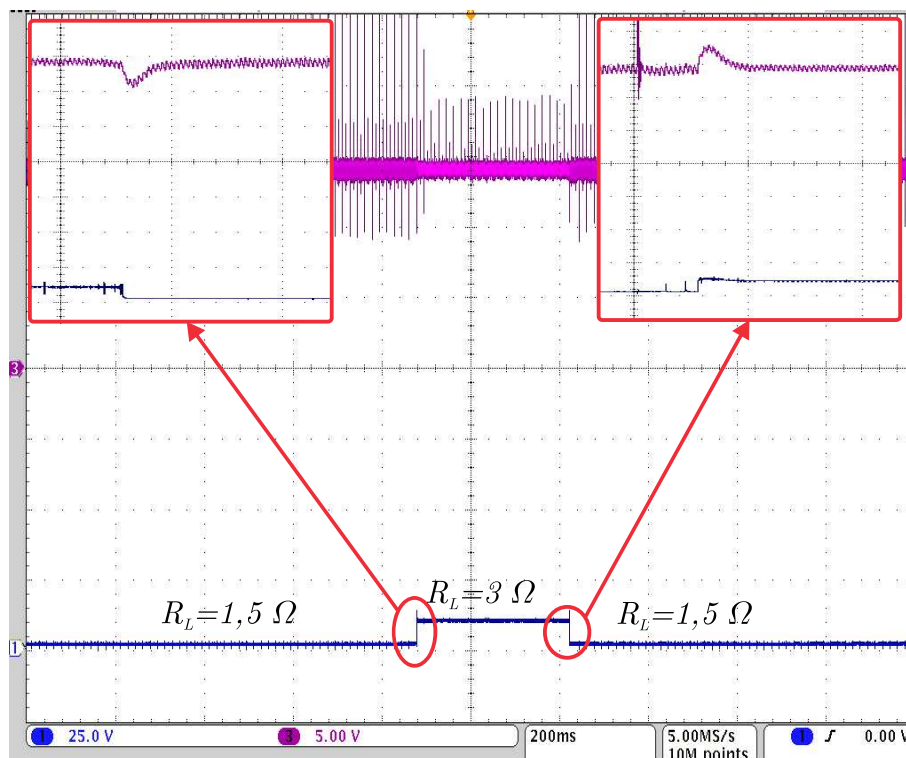 3
R_L=1,5 Ω
R_L=3 Ω
R_L=1,5 Ω
1
1 25.0 V
3 5.00 V
200ms
5.00MS/s
10M points
1 ƒ 0.00 V